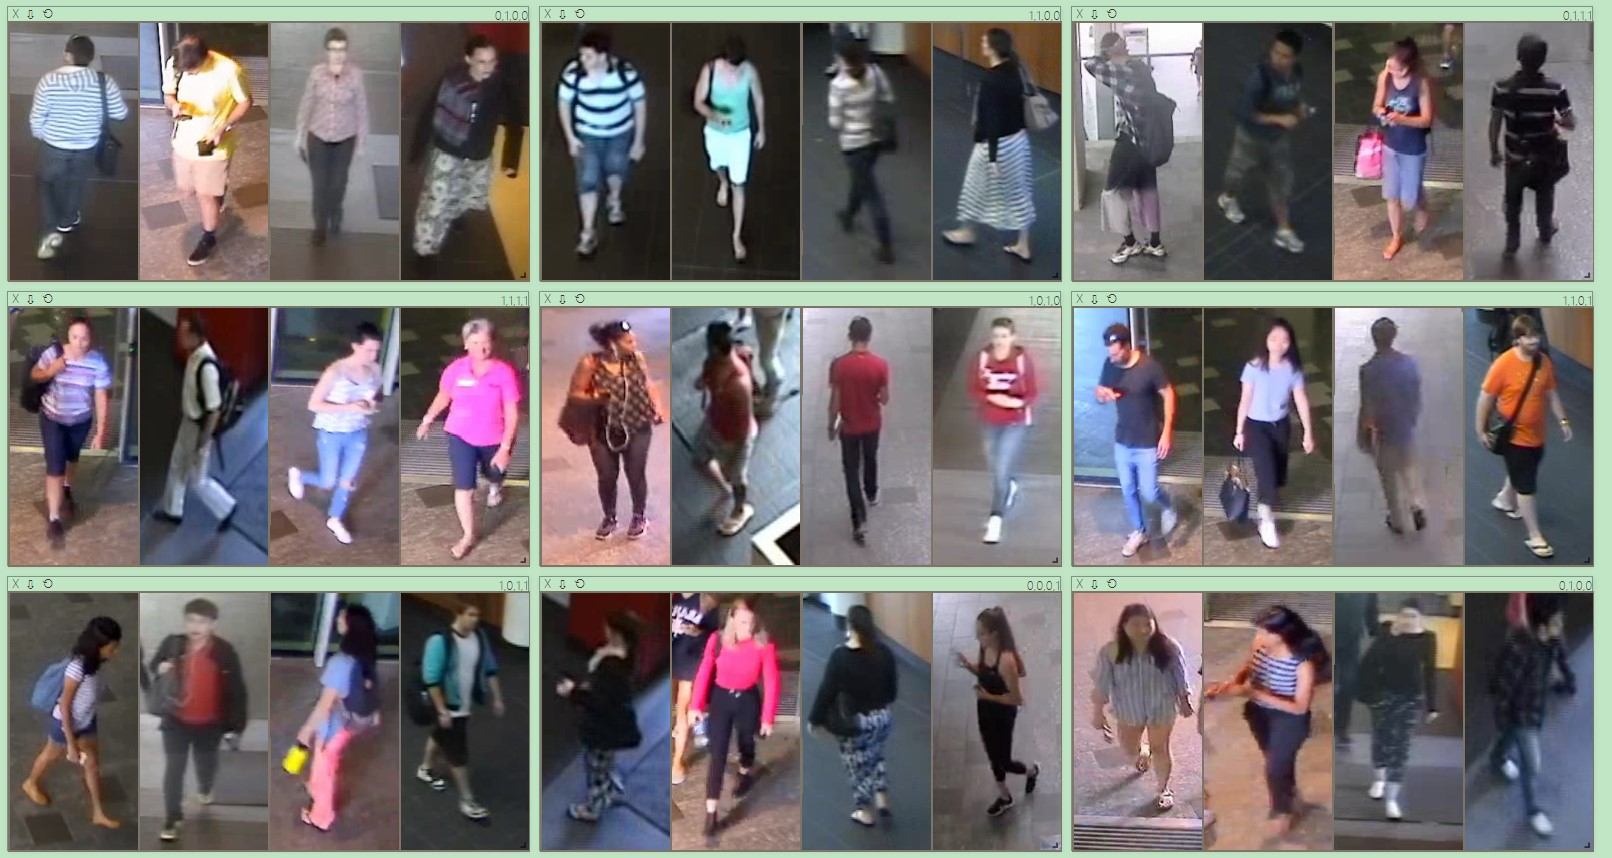 X 0,1,0,0
X 1,1,0,0
X 0,1,1,1
X 1,1,1,1
X 1,0,1,0
X 1,1,0,1
X 1,0,1,1
X 0,0,0,1
X 0,1,0,0